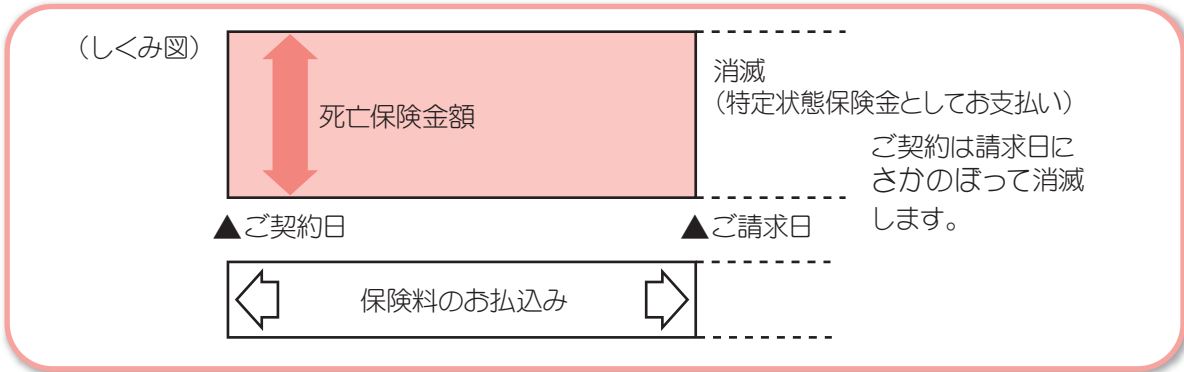 （しくみ図）
死亡保険金額
消滅
（特定状態保険金としてお支払い）
ご契約は請求日に
さかのぼって消滅
します。
▲ご契約日
▲ご請求日
保険料のお払込み